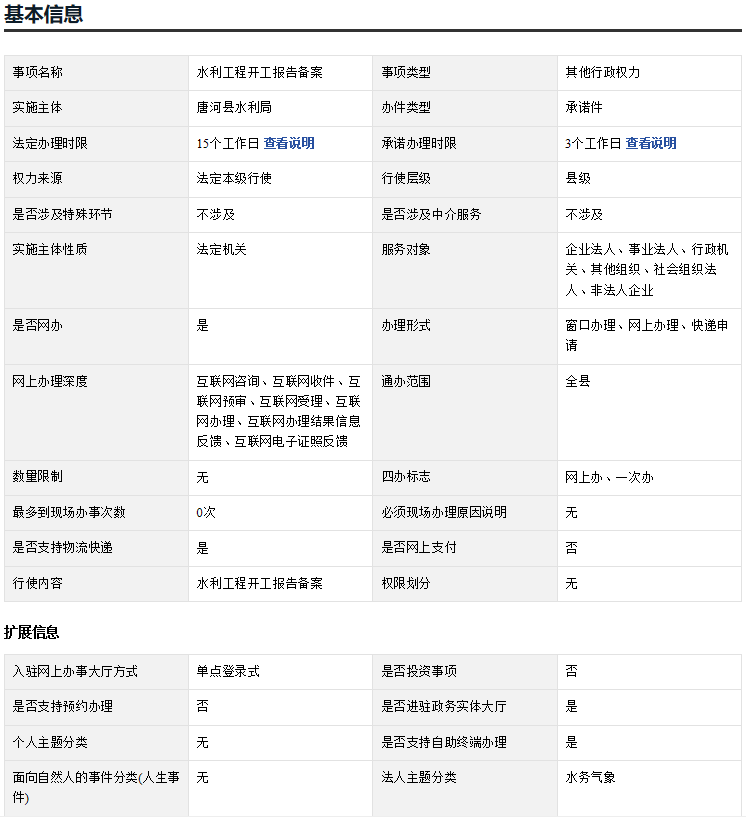 基本信息
事项名称 水利工程开工报告备案 事项类型 其他行政权力
实施主体 唐河县水利局 办件类型 承诺件
法定办理时限 15个工作日 查看说明 承诺办理时限 3个工作日 查看说明
权力来源 法定本级行使 行使层级 县级
是否涉及特殊环节 不涉及 是否涉及中介服务 不涉及
实施主体性质 法定机关 服务对象 企业法人、事业法人、行政机
关、其他组织、社会组织法
人、非法人企业
是否网办 是 办理形式 窗口办理、网上办理、快递申
请
网上办理深度 互联网咨询、互联网收件、互 通办范围 全县
联网预审、互联网受理、互联
网办理、互联网办理结果信息
反馈、互联网电子证照反馈
数量限制 无 四办标志 网上办、一次办
最多到现场办事次数 0次 必须现场办理原因说明 无
是否支持物流快递 是 是否网上支付 否
行使内容 水利工程开工报告备案 权限划分 无
扩展信息
入驻网上办事大厅方式 单点登录式 是否投资事项 否
是否支持预约办理 否 是否进驻政务实体大厅 是
个人主题分类 无 是否支持自助终端办理 是
面向自然人的事件分类(人生事 无 法人主题分类 水务气象
件)